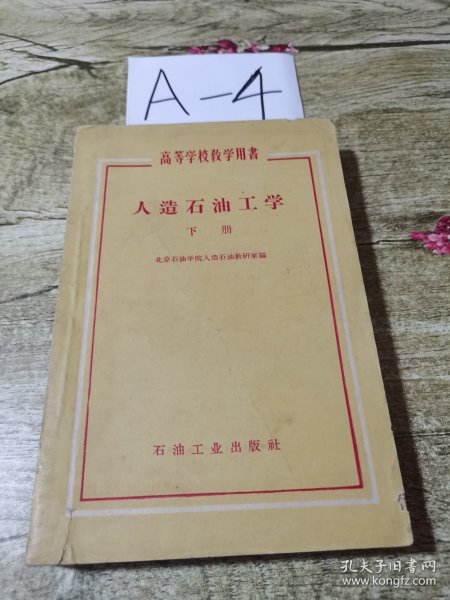 A-4
高等学校教学用書
人造石油工学
下册
北京石油学院人造石油教研室編
石油工业出版社
孔夫子旧书网
www.kongfz.com